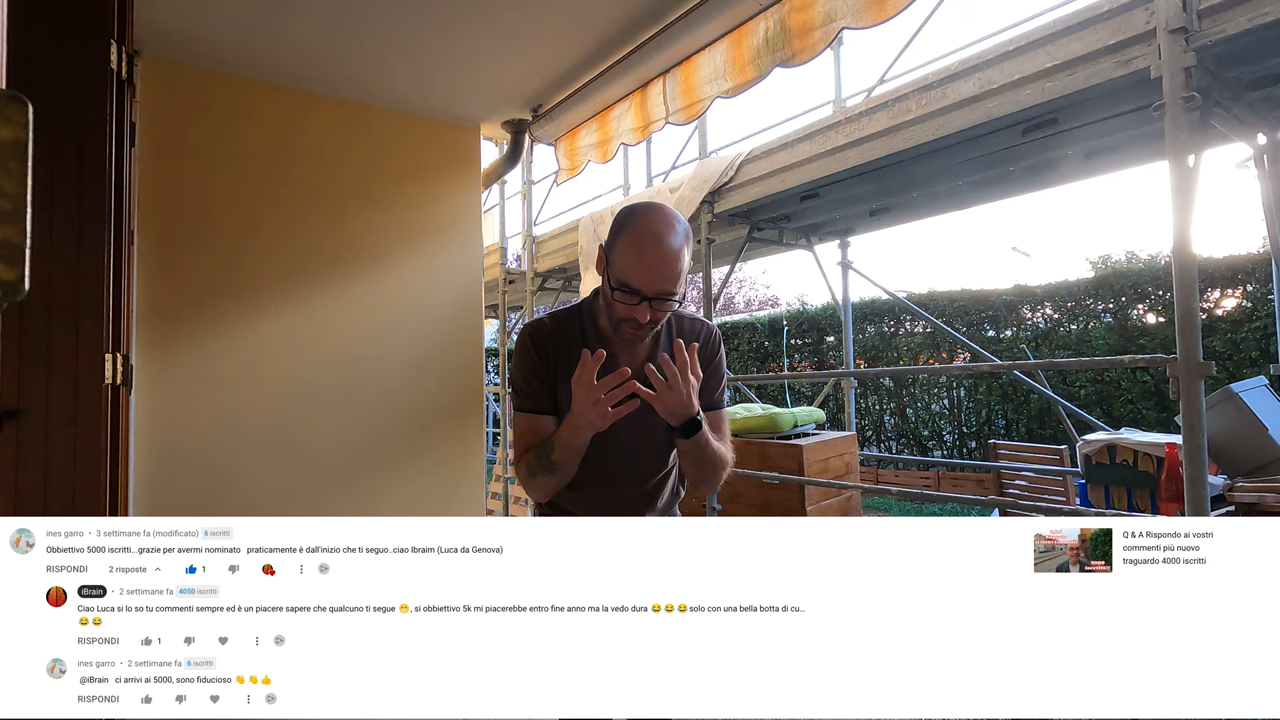 ines garro • 3 settimane fa (modificato) 6 iscritti
Obbiettivo 5000 iscritti...grazie per avermi nominato praticamente è dall'inizio che ti seguo..ciao Ibraim (Luca da Genova)
RISPONDI 2 risposte 1
iBrain • 2 settimane fa 4050 iscritti
Ciao Luca si lo so tu commenti sempre ed è un piacere sapere che qualcuno ti segue 😁, si obbiettivo 5k mi piacerebbe entro fine anno ma la vedo dura 😂 😂 😂 solo con una bella botta di cu...
😂 😂
RISPONDI 1
ines garro • 2 settimane fa 6 iscritti
@iBrain ci arrivi ai 5000, sono fiducioso 👏 👏 👍
RISPONDI
Q & A Rispondo ai vostri
commenti più nuovo
traguardo 4000 iscritti